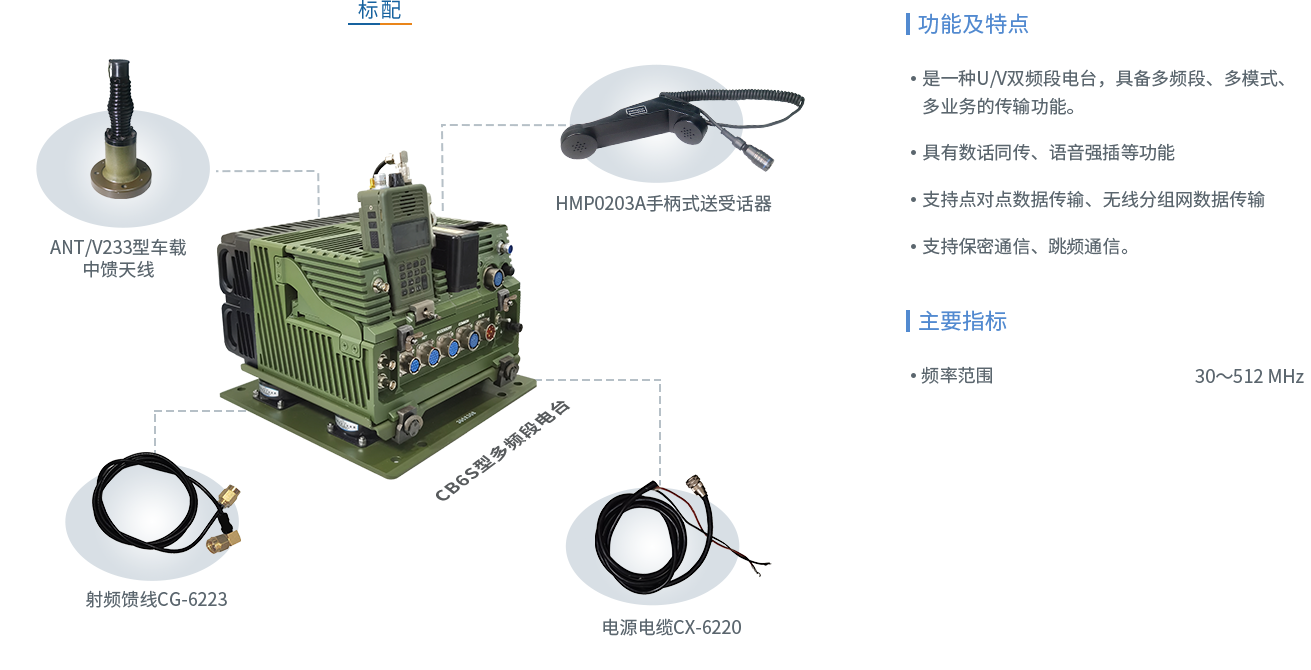 标配
ANT/V233型车载
中馈天线
HMP0203A手柄式送受话器
CB6S型多频段电台
射频馈线CG-6223
电源电缆CX-6220
功能及特点
• 是一种U/V双频段电台，具备多频段、多模式、
多业务的传输功能。
• 具有数话同传、语音强插等功能
• 支持点对点数据传输、无线分组网数据传输
• 支持保密通信、跳频通信。
主要指标
• 频率范围 30～512 MHz